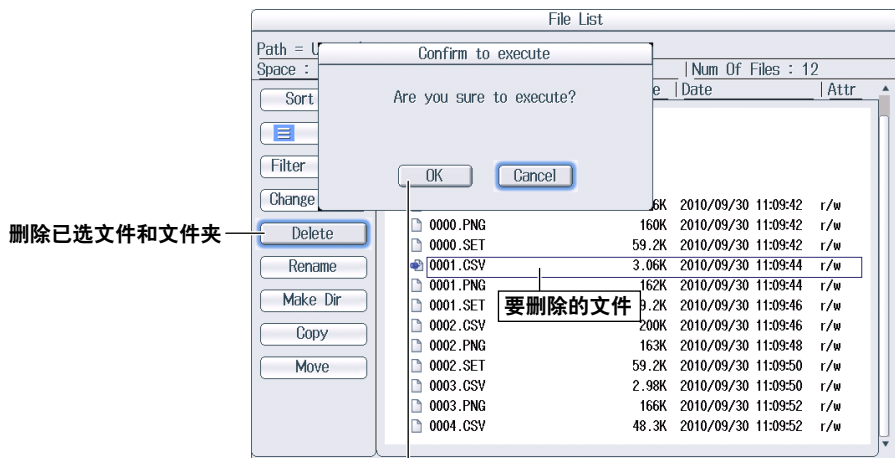 File List
Path = U
Space :
|Num Of Files : 12
Confirm to execute
Are you sure to execute?
OK
Cancel
e |Date |Attr
Sort
Filter
Change
Delete
Rename
Make Dir
Copy
Move
删除已选文件和文件夹
6K 2010/09/30 11:09:42 r/w
0000.PNG 160K 2010/09/30 11:09:42 r/w
0000.SET 59.2K 2010/09/30 11:09:42 r/w
0001.CSV 3.06K 2010/09/30 11:09:44 r/w
0001.PNG 162K 2010/09/30 11:09:44 r/w
0001.SET 9.2K 2010/09/30 11:09:46 r/w
要删除的文件
0002.CSV 200K 2010/09/30 11:09:46 r/w
0002.PNG 163K 2010/09/30 11:09:48 r/w
0002.SET 59.2K 2010/09/30 11:09:50 r/w
0003.CSV 2.98K 2010/09/30 11:09:50 r/w
0003.PNG 166K 2010/09/30 11:09:52 r/w
0004.CSV 48.3K 2010/09/30 11:09:52 r/w